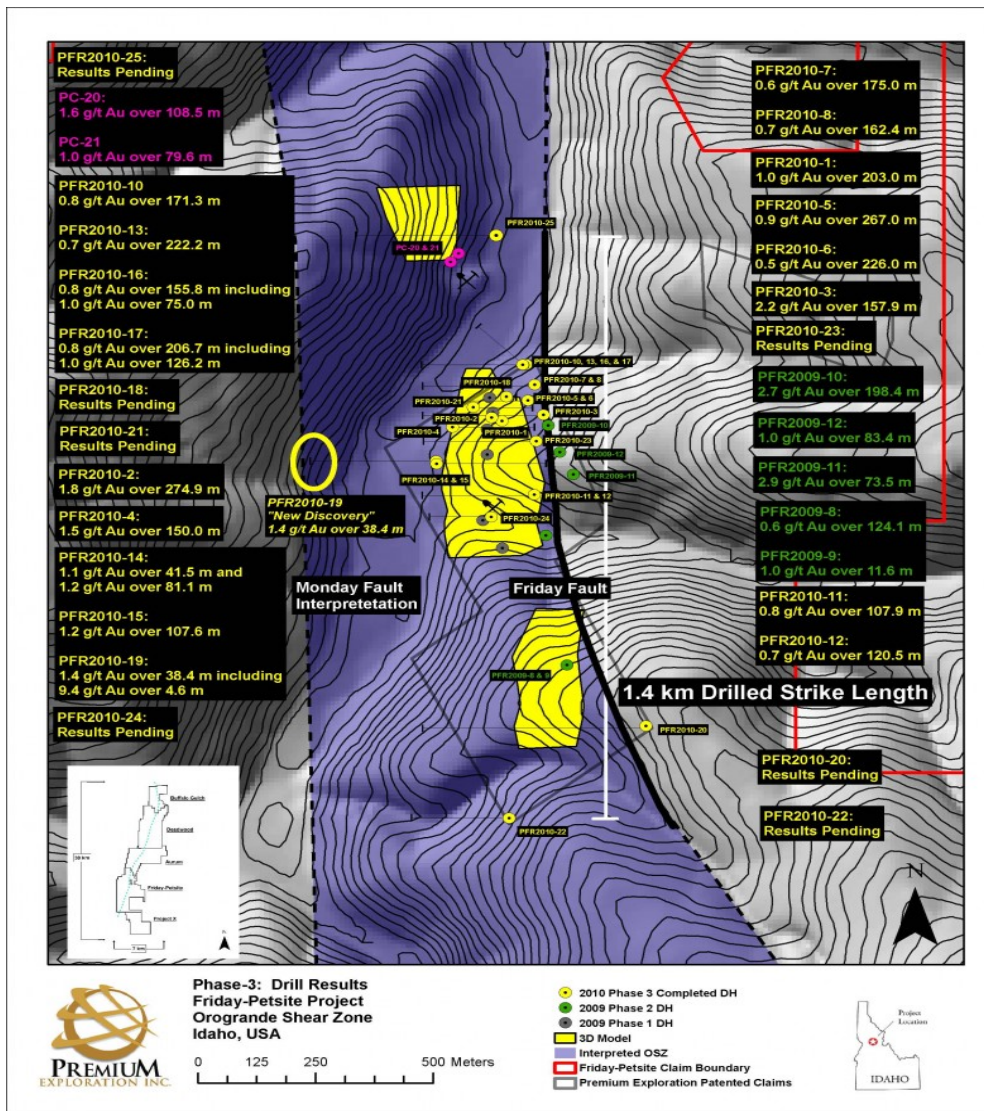 PFR2010-25:
Results Pending
PC-20:
1.6 g/t Au over 108.5 m
PC-21
1.0 g/t Au over 79.6 m
PFR2010-10
0.8 g/t Au over 171.3 m
PFR2010-13
0.7 g/t Au over 222.2 m
PFR2010-16
0.8 g/t Au over 155.8 m including
1.0 g/t Au over 75.0 m
PFR2010-17
0.8 g/t Au over 206.7 m including
1.0 g/t Au over 126.2 m
PFR2010-18:
Results Pending
PFR2010-21:
Results Pending
PFR2010-2:
1.8 g/t Au over 274.9 m
PFR2010-4:
1.5 g/t Au over 150.0 m
PFR2010-14:
1.1 g/t Au over 41.5 m and
1.2 g/t Au over 81.1 m
PFR2010-15:
1.2 g/t Au over 107.6 m
PFR2010-19:
1.4 g/t Au over 38.4 m including
9.4 g/t Au over 4.6 m
PFR2010-24:
Results Pending
PFR2010-7:
0.6 g/t Au over 175.0 m
PFR2010-8:
0.7 g/t Au over 162.4 m
PFR2010-1:
1.0 g/t Au over 203.0 m
PFR2010-5:
0.9 g/t Au over 267.0 m
PFR2010-6:
0.5 g/t Au over 226.0 m
PFR2010-3:
2.2 g/t Au over 157.9 m
PFR2010-23:
Results Pending
PFR2009-10:
2.7 g/t Au over 198.4 m
PFR2009-12:
1.0 g/t Au over 83.4 m
PFR2009-11:
2.9 g/t Au over 73.5 m
PFR2009-8:
0.6 g/t Au over 124.1 m
PFR2009-9:
1.0 g/t Au over 11.6 m
PFR2010-11:
0.8 g/t Au over 107.9 m
PFR2010-12:
0.7 g/t Au over 120.5 m
PFR2010-20:
Results Pending
PFR2010-22:
Results Pending
PFR2010-25
PC-20 & 21
PFR2010-10, 13, 16, & 17
PFR2010-7 & 8
PFR2010-18
PFR2010-5 & 6
PFR2010-21
PFR2010-3
PFR2010-2
PFR2009-10
PFR2010-4
PFR2010-1
PFR2010-23
PFR2009-12
PFR2010-14 & 15
PFR2009-11
PFR2010-11 & 12
PFR2010-19
"New Discovery"
1.4 g/t Au over 38.4 m
PFR2010-24
Monday Fault
Interpretetation
Friday Fault
PFR2009-8 & 9
1.4 km Drilled Strike Length
PFR2010-20
PFR2010-22
N
Buffalo Gulch
Deadwood
Aurum
Friday-Petsite
Project X
7 km
N
PREMIUM
EXPLORATION INC.
Phase-3: Drill Results
Friday-Petsite Project
Orogrande Shear Zone
Idaho, USA
0 125 250 500 Meters
2010 Phase 3 Completed DH
2009 Phase 2 DH
2009 Phase 1 DH
3D Model
Interpreted OSZ
Friday-Petsite Claim Boundary
Premium Exploration Patented Claims
Project
Location
IDAHO